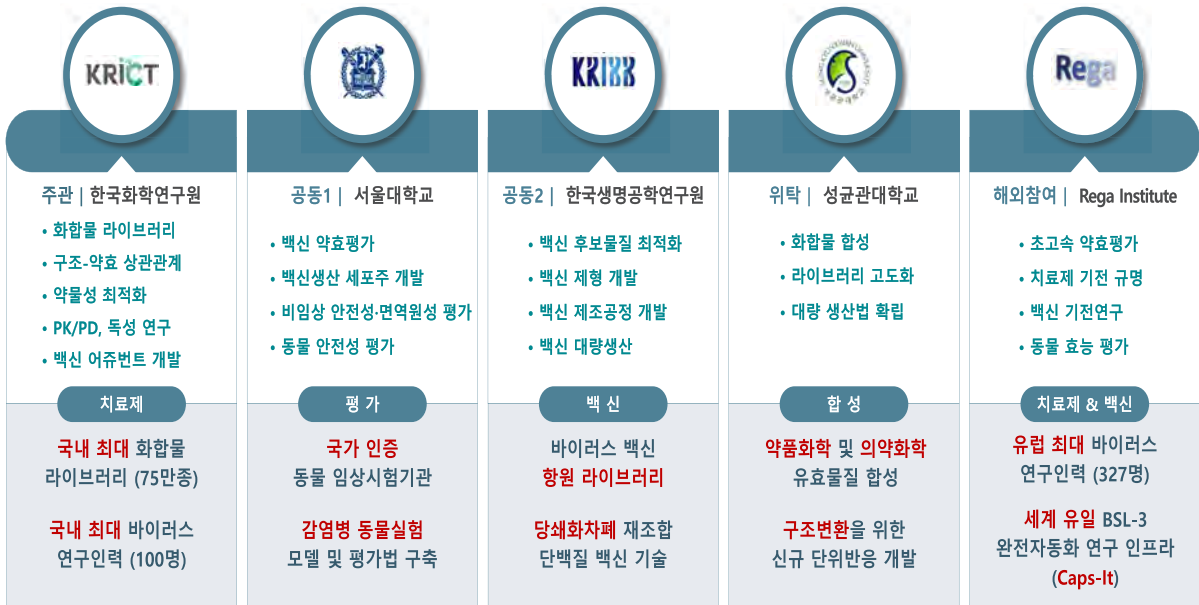 KRICT
주관 | 한국화학연구원
• 화합물 라이브러리
• 구조-약효 상관관계
• 약물성 최적화
• PK/PD, 독성 연구
• 백신 어쥬번트 개발
치료제
국내 최대 화합물
라이브러리 (75만종)
국내 최대 바이러스
연구인력 (100명)
공동1 | 서울대학교
• 백신 약효평가
• 백신생산 세포주 개발
• 비임상 안전성·면역원성 평가
• 동물 안전성 평가
평 가
국가 인증
동물 임상시험기관
감염병 동물실험
모델 및 평가법 구축
KRIBB
공동2 | 한국생명공학연구원
• 백신 후보물질 최적화
• 백신 제형 개발
• 백신 제조공정 개발
• 백신 대량생산
백 신
바이러스 백신
항원 라이브러리
당쇄화차폐 재조합
단백질 백신 기술
위탁 | 성균관대학교
• 화합물 합성
• 라이브러리 고도화
• 대량 생산법 확립
합 성
약품화학 및 의약화학
유효물질 합성
구조변환을 위한
신규 단위반응 개발
Rega
해외참여 | Rega Institute
• 초고속 약효평가
• 치료제 기전 규명
• 백신 기전연구
• 동물 효능 평가
치료제 & 백신
유럽 최대 바이러스
연구인력 (327명)
세계 유일 BSL-3
완전자동화 연구 인프라
(Caps-It)